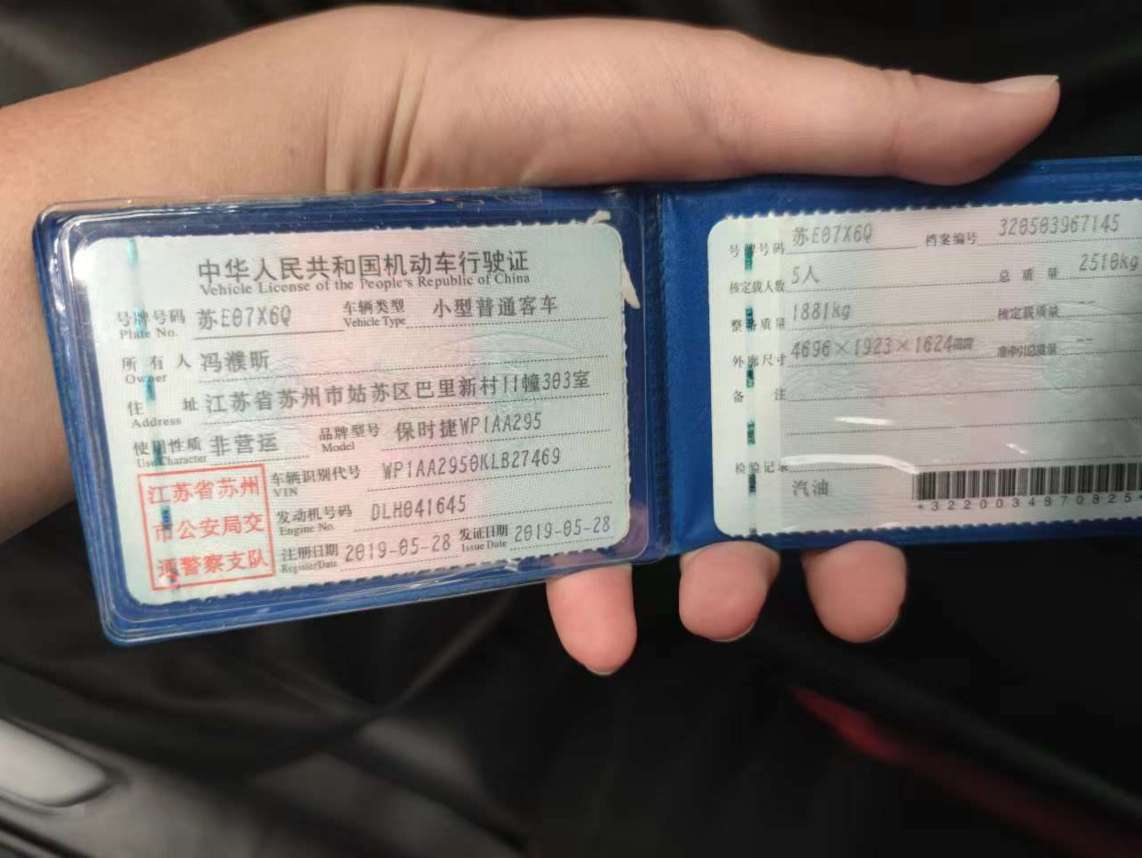 中华人民共和国机动车行驶证
Vehicle License of the People's Republic of China
号牌号码 苏E07X6Q 车辆类型 小型普通客车
Plate No. Vehicle Type
所有人 冯濮昕
Owner
住 址 江苏省苏州市姑苏区巴里新村11幢303室
Address
使用性质 非营运 品牌型号 保时捷WP1AA295
Use Character Model
江苏省苏州
市公安局交
通警察支队
车辆识别代号 WP1AA2950KLB27469
VIN
发动机号码 DLH041645
Engine No.
注册日期 2019-05-28 发证日期 2019-05-28
Register Date Issue Date
号牌号码 苏E07X6Q 档案编号 320503967145
核定载人数 5人 总质量 2510kg
整备质量 1881kg 核定载质量 --
外廓尺寸 4696×1923×1624mm 准牵引总质量 --
备 注
检验记录
汽油
*3220034870825